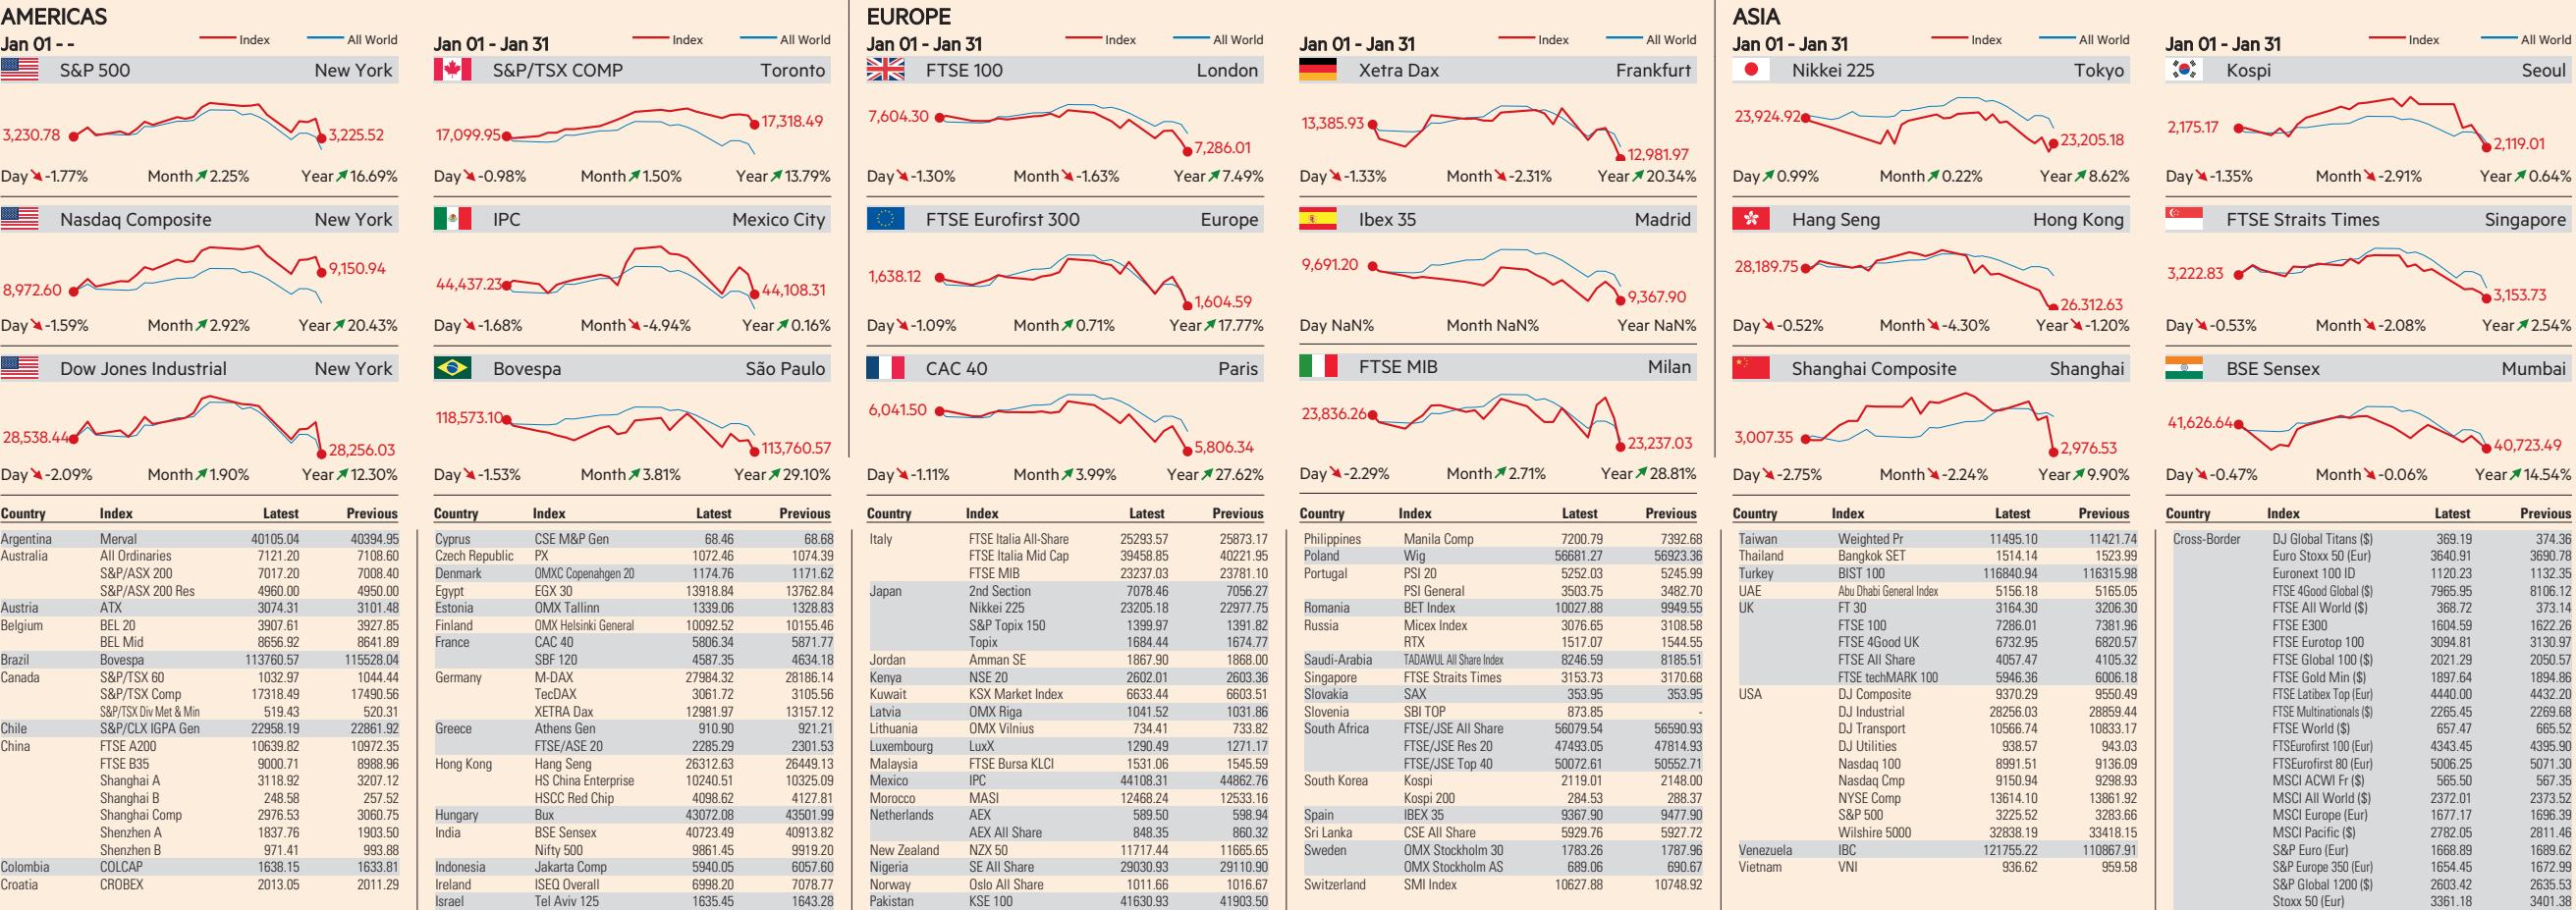 AMERICAS
Jan 01 - -
Index
All World
S&P 500 New York
3,230.78
3,225.52
Day -1.77% Month 2.25% Year 16.69%
Nasdaq Composite New York
8,972.60
9,150.94
Day -1.59% Month 2.92% Year 20.43%
Dow Jones Industrial New York
28,538.44
28,256.03
Day -2.09% Month 1.90% Year 12.30%
Jan 01 - Jan 31
Index
All World
S&P/TSX COMP Toronto
17,099.95
17,318.49
Day -0.98% Month 1.50% Year 13.79%
IPC Mexico City
44,437.23
44,108.31
Day -1.68% Month -4.94% Year 0.16%
Bovespa São Paulo
118,573.10
113,760.57
Day -1.53% Month 3.81% Year 29.10%
EUROPE
Jan 01 - Jan 31
Index
All World
FTSE 100 London
7,604.30
7,286.01
Day -1.30% Month -1.63% Year 7.49%
FTSE Eurofirst 300 Europe
1,638.12
1,604.59
Day -1.09% Month 0.71% Year 17.77%
CAC 40 Paris
6,041.50
5,806.34
Day -1.11% Month 3.99% Year 27.62%
Jan 01 - Jan 31
Index
All World
Xetra Dax Frankfurt
13,385.93
12,981.97
Day -1.33% Month -2.31% Year 20.34%
Ibex 35 Madrid
9,691.20
9,367.90
Day NaN% Month NaN% Year NaN%
FTSE MIB Milan
23,836.26
23,237.03
Day -2.29% Month 2.71% Year 28.81%
ASIA
Jan 01 - Jan 31
Index
All World
Nikkei 225 Tokyo
23,924.92
23,205.18
Day 0.99% Month 0.22% Year 8.62%
Hang Seng Hong Kong
28,189.75
26,312.63
Day -0.52% Month -4.30% Year -1.20%
Shanghai Composite Shanghai
3,007.35
2,976.53
Day -2.75% Month -2.24% Year 9.90%
Jan 01 - Jan 31
Index
All World
Kospi Seoul
2,175.17
2,119.01
Day -1.35% Month -2.91% Year 0.64%
FTSE Straits Times Singapore
3,222.83
3,153.73
Day -0.53% Month -2.08% Year 2.54%
BSE Sensex Mumbai
41,626.64
40,723.49
Day -0.47% Month -0.06% Year 14.54%
Country Index Latest Previous
Argentina Merval 40105.04 40394.95
Australia All Ordinaries 7121.20 7108.60
S&P/ASX 200 7017.20 7008.40
S&P/ASX 200 Res 4960.00 4950.00
Austria ATX 3074.31 3101.48
Belgium BEL 20 3907.61 3927.85
BEL Mid 8656.92 8641.89
Brazil Bovespa 113760.57 115528.04
Canada S&P/TSX 60 1032.97 1044.44
S&P/TSX Comp 17318.49 17490.56
S&P/TSX Div Met & Min 519.43 520.31
Chile S&P/CLX IGPA Gen 22958.19 22861.92
China FTSE A200 10639.82 10972.35
FTSE B35 9000.71 8988.96
Shanghai A 3118.92 3207.12
Shanghai B 248.58 257.52
Shanghai Comp 2976.53 3060.75
Shenzhen A 1837.76 1903.50
Shenzhen B 971.41 993.88
Colombia COLCAP 1638.15 1633.81
Croatia CROBEX 2013.05 2011.29
Country Index Latest Previous
Cyprus CSE M&P Gen 68.46 68.68
Czech Republic PX 1072.46 1074.39
Denmark OMXC Copenahgen 20 1174.76 1171.62
Egypt EGX 30 13918.84 13762.84
Estonia OMX Tallinn 1339.06 1328.83
Finland OMX Helsinki General 10092.52 10155.46
France CAC 40 5806.34 5871.77
SBF 120 4587.35 4634.18
Germany M-DAX 27984.32 28186.14
TecDAX 3061.72 3105.56
XETRA Dax 12981.97 13157.12
Greece Athens Gen 910.90 921.21
FTSE/ASE 20 2285.29 2301.53
Hong Kong Hang Seng 26312.63 26449.13
HS China Enterprise 10240.51 10325.09
HSCC Red Chip 4098.62 4127.81
Hungary Bux 43072.08 43501.99
India BSE Sensex 40723.49 40913.82
Nifty 500 9861.45 9919.20
Indonesia Jakarta Comp 5940.05 6057.60
Ireland ISEQ Overall 6998.20 7078.77
Israel Tel Aviv 125 1635.45 1643.28
Country Index Latest Previous
Italy FTSE Italia All-Share 25293.57 25873.17
FTSE Italia Mid Cap 39458.85 40221.95
FTSE MIB 23237.03 23781.10
Japan 2nd Section 7078.46 7056.27
Nikkei 225 23205.18 22977.75
S&P Topix 150 1399.97 1391.82
Topix 1684.44 1674.77
Jordan Amman SE 1867.90 1868.00
Kenya NSE 20 2602.01 2603.36
Kuwait KSX Market Index 6633.44 6603.51
Latvia OMX Riga 1041.52 1031.86
Lithuania OMX Vilnius 734.41 733.82
Luxembourg LuxX 1290.49 1271.17
Malaysia FTSE Bursa KLCI 1531.06 1545.59
Mexico IPC 44108.31 44862.76
Morocco MASI 12468.24 12533.16
Netherlands AEX 589.50 598.94
AEX All Share 848.35 860.32
New Zealand NZX 50 11717.44 11665.65
Nigeria SE All Share 29030.93 29110.90
Norway Oslo All Share 1011.66 1016.67
Pakistan KSE 100 41630.93 41903.50
Country Index Latest Previous
Philippines Manila Comp 7200.79 7392.68
Poland Wig 56681.27 56923.36
Portugal PSI 20 5252.03 5245.99
PSI General 3503.75 3482.70
Romania BET Index 10027.88 9949.55
Russia Micex Index 3076.65 3108.58
RTX 1517.07 1544.55
Saudi-Arabia TADAWUL All Share Index 8246.59 8185.51
Singapore FTSE Straits Times 3153.73 3170.68
Slovakia SAX 353.95 353.95
Slovenia SBI TOP 873.85 -
South Africa FTSE/JSE All Share 56079.54 56590.93
FTSE/JSE Res 20 47493.05 47814.93
FTSE/JSE Top 40 50072.61 50552.71
South Korea Kospi 2119.01 2148.00
Kospi 200 284.53 288.37
Spain IBEX 35 9367.90 9477.90
Sri Lanka CSE All Share 5929.76 5927.72
Sweden OMX Stockholm 30 1783.26 1787.96
OMX Stockholm AS 689.06 690.67
Switzerland SMI Index 10627.88 10748.92
Country Index Latest Previous
Taiwan Weighted Pr 11495.10 11421.74
Thailand Bangkok SET 1514.14 1523.99
Turkey BIST 100 116840.94 116315.98
UAE Abu Dhabi General Index 5156.18 5165.05
UK FT 30 3164.30 3206.30
FTSE 100 7286.01 7381.96
FTSE 4Good UK 6732.95 6820.57
FTSE All Share 4057.47 4105.32
FTSE techMARK 100 5946.36 6006.18
USA DJ Composite 9370.29 9550.49
DJ Industrial 28256.03 28859.44
DJ Transport 10566.74 10833.17
DJ Utilities 938.57 943.03
Nasdaq 100 8991.51 9136.09
Nasdaq Cmp 9150.94 9298.93
NYSE Comp 13614.10 13861.92
S&P 500 3225.52 3283.66
Wilshire 5000 32838.19 33418.15
Venezuela IBC 121755.22 110867.91
Vietnam VNI 936.62 959.58
Country Index Latest Previous
Cross-Border DJ Global Titans ($) 369.19 374.36
Euro Stoxx 50 (Eur) 3640.91 3690.78
Euronext 100 ID 1120.23 1132.35
FTSE 4Good Global ($) 7965.95 8106.12
FTSE All World ($) 368.72 373.14
FTSE E300 1604.59 1622.26
FTSE Eurotop 100 3094.81 3130.97
FTSE Global 100 ($) 2021.29 2050.57
FTSE Gold Min ($) 1897.64 1894.86
FTSE Latibex Top (Eur) 4440.00 4432.20
FTSE Multinationals ($) 2265.45 2269.68
FTSE World ($) 657.47 665.52
FTSEurofirst 100 (Eur) 4343.45 4395.90
FTSEurofirst 80 (Eur) 5006.25 5071.30
MSCI ACWI Fr ($) 565.50 567.35
MSCI All World ($) 2372.01 2373.52
MSCI Europe (Eur) 1677.17 1696.39
MSCI Pacific ($) 2782.05 2811.46
S&P Euro (Eur) 1668.89 1689.62
S&P Europe 350 (Eur) 1654.45 1672.99
S&P Global 1200 ($) 2603.42 2635.53
Stoxx 50 (Eur) 3361.18 3401.38